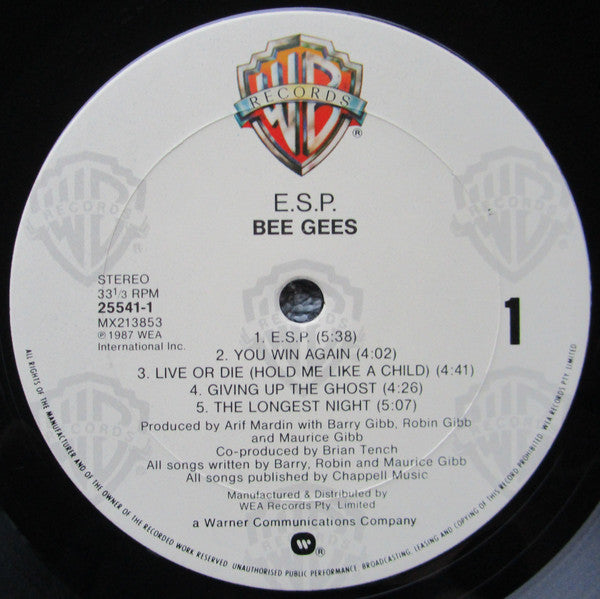 WB
RECORDS
®
E.S.P.
BEE GEES
STEREO
33 1/3 RPM
25541-1
MX213853
℗ 1987 WEA
International Inc.
1
1. E.S.P. (5:38)
2. YOU WIN AGAIN (4:02)
3. LIVE OR DIE (HOLD ME LIKE A CHILD) (4:41)
4. GIVING UP THE GHOST (4:26)
5. THE LONGEST NIGHT (5:07)
Produced by Arif Mardin with Barry Gibb, Robin Gibb
and Maurice Gibb
Co-produced by Brian Tench
All songs written by Barry, Robin and Maurice Gibb
All songs published by Chappell Music
Manufactured & Distributed by
WEA Records Pty. Limited
a Warner Communications Company
®
ALL RIGHTS OF THE MANUFACTURER AND OF THE OWNER OF THE RECORDED WORK RESERVED. UNAUTHORISED PUBLIC PERFORMANCE, BROADCASTING, LEASING AND COPYING OF THIS RECORD PROHIBITED. WEA RECORDS PTY. LIMITED